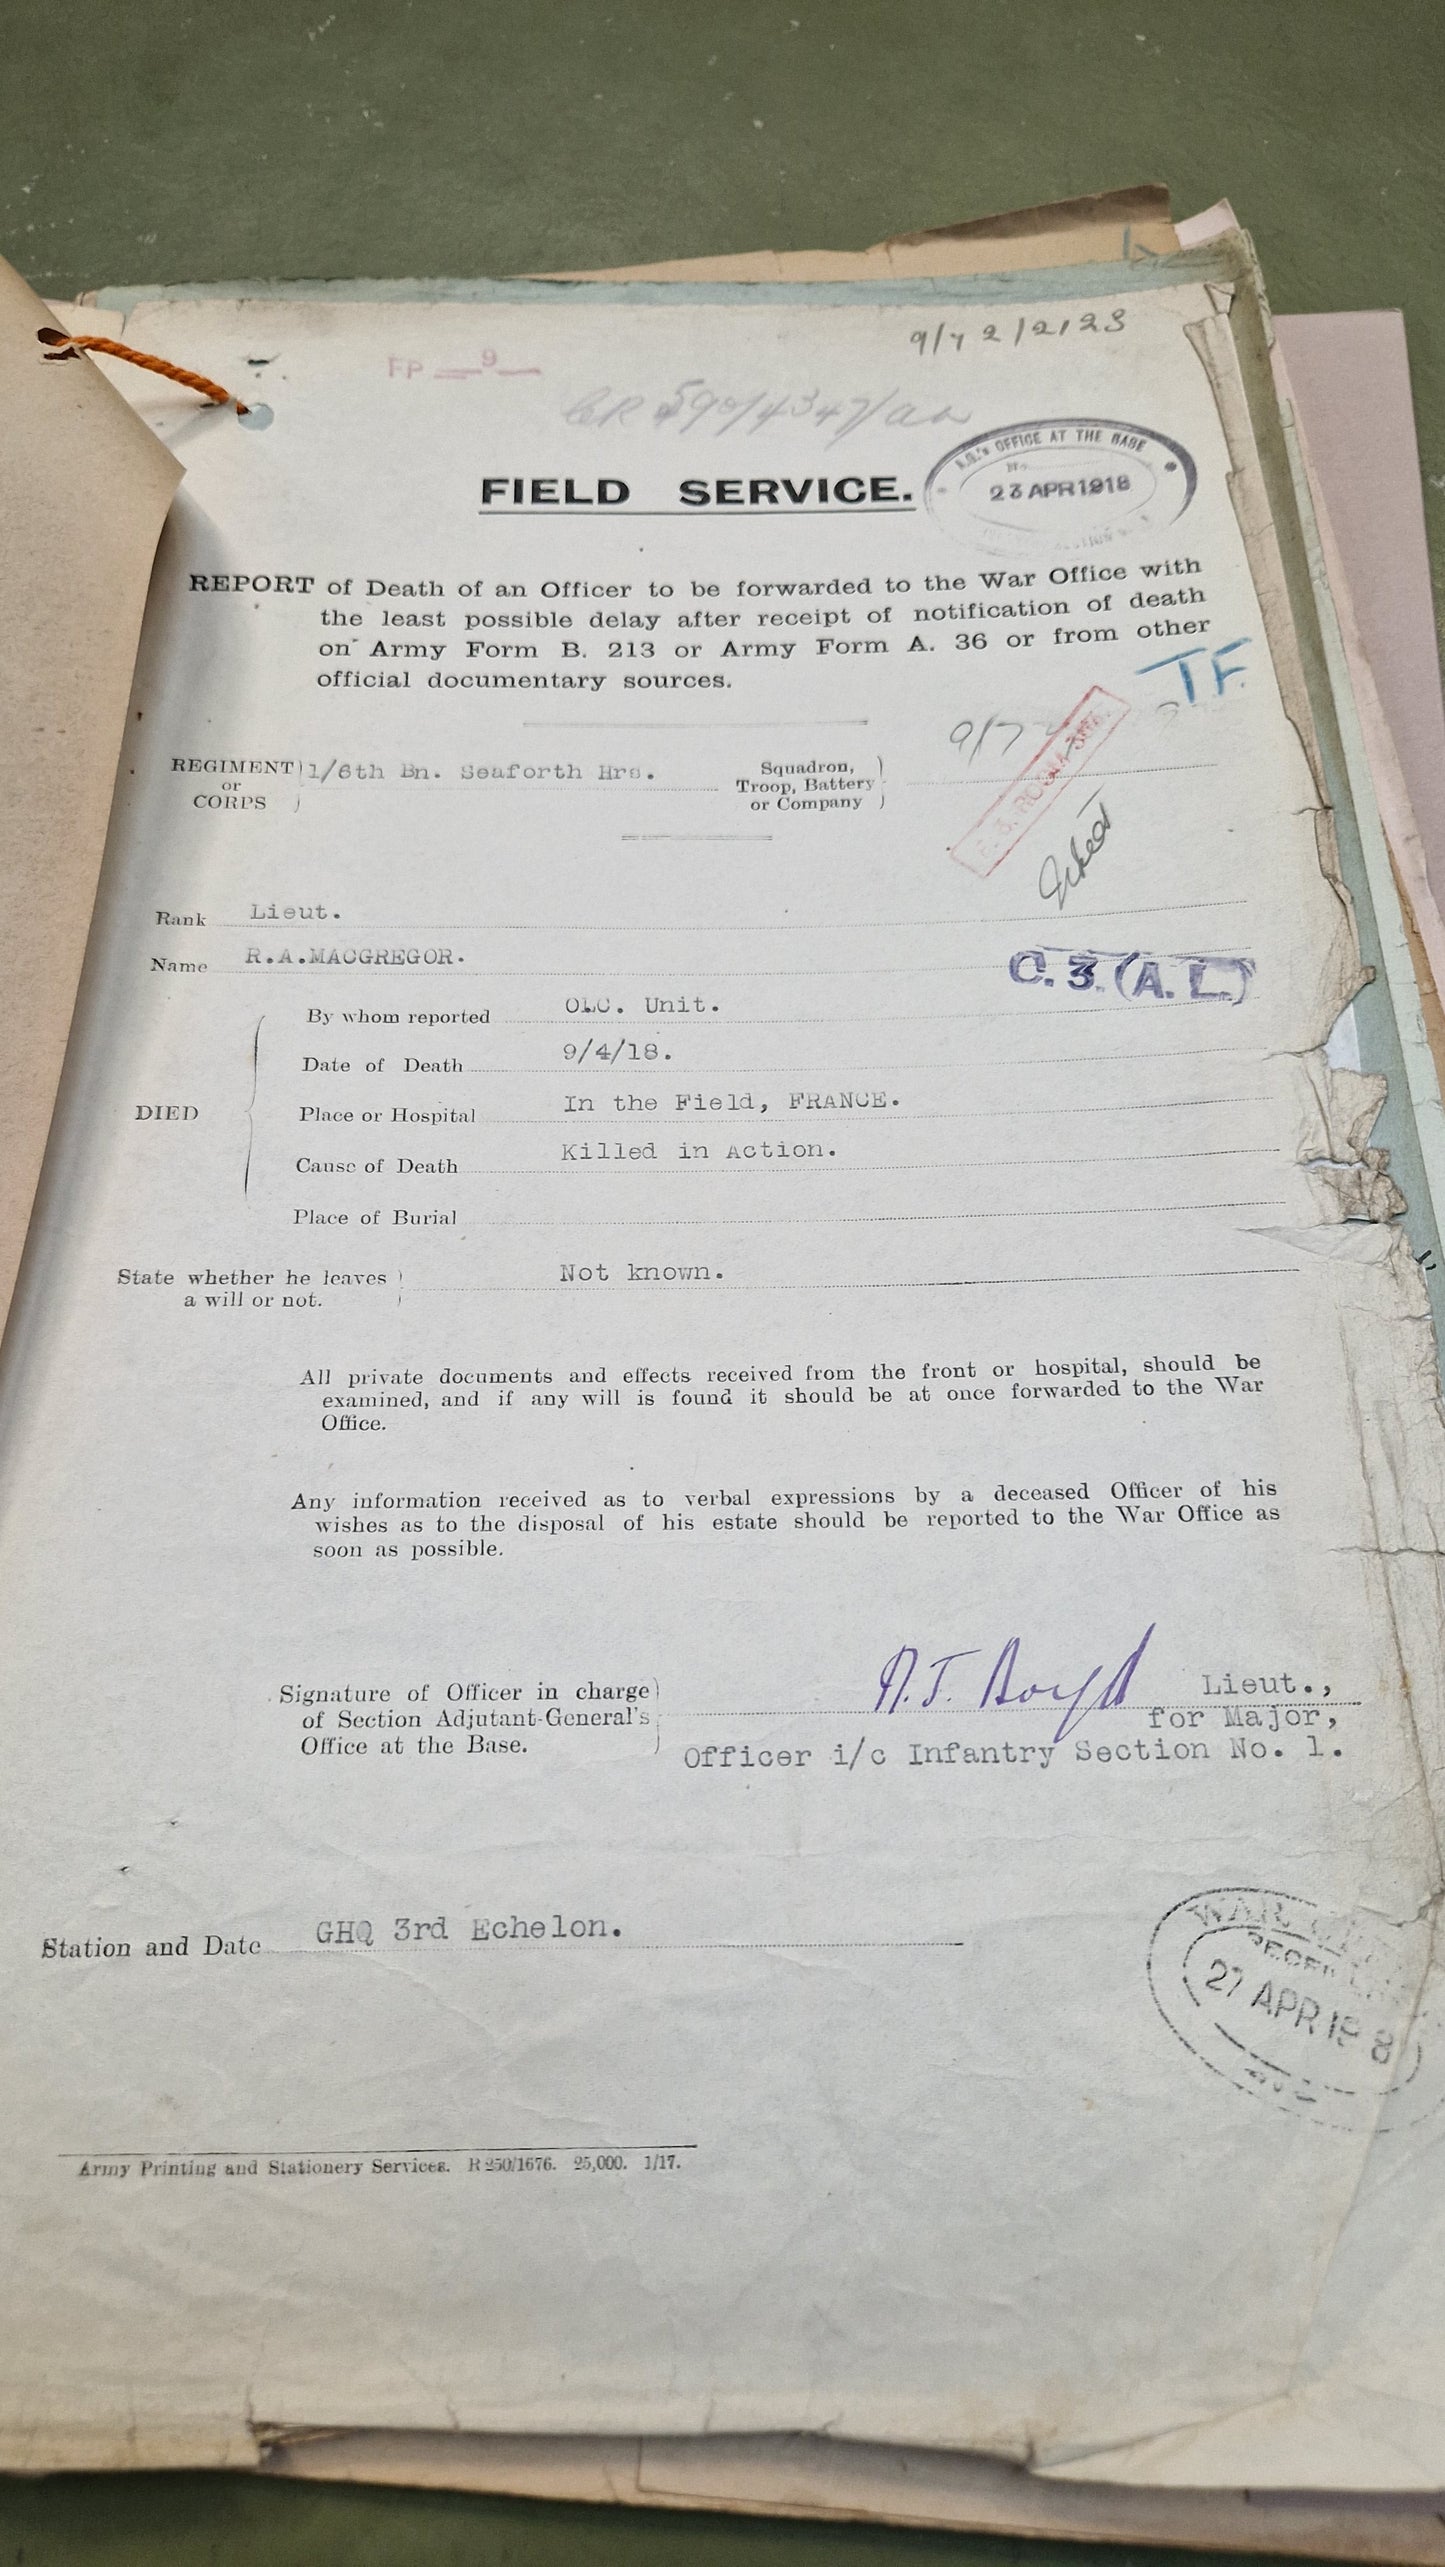 9/72/2123
FP — 9 —
CR 590/4347/
A.G.'s OFFICE AT THE BASE
23 APR 1918
FIELD SERVICE.
REPORT of Death of an Officer to be forwarded to the War Office with
the least possible delay after receipt of notification of death
on Army Form B. 213 or Army Form A. 36 or from other
official documentary sources.
TF.
9/7
REGIMENT or CORPS 1/6th Bn. Seaforth Hrs.
Squadron, Troop, Battery or Company
Rank Lieut.
Name R.A.MACGREGOR.
C.3.(A.L.)
DIED
By whom reported O.C. Unit.
Date of Death 9/4/18.
Place or Hospital In the Field, FRANCE.
Cause of Death Killed in Action.
Place of Burial
State whether he leaves a will or not. Not known.
All private documents and effects received from the front or hospital, should be
examined, and if any will is found it should be at once forwarded to the War
Office.
Any information received as to verbal expressions by a deceased Officer of his
wishes as to the disposal of his estate should be reported to the War Office as
soon as possible.
Signature of Officer in charge
of Section Adjutant-General's
Office at the Base.
Boyd Lieut.,
for Major,
Officer i/c Infantry Section No. 1.
Station and Date GHQ 3rd Echelon.
WAR
27 APR 19 8
Army Printing and Stationery Services. R 250/1676. 25,000. 1/17.